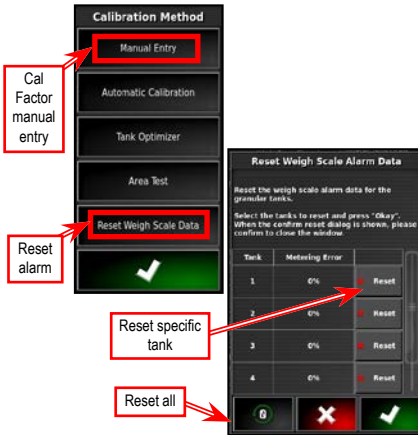 Calibration Method
Manual Entry
Automatic Calibration
Tank Optimizer
Area Test
Reset Weigh Scale Data
Cal
Factor
manual
entry
Reset
alarm
Reset Weigh Scale Alarm Data
Reset the weigh scale alarm data for the
granular tanks.
Select the tanks to reset and press "Okay".
When the confirm reset dialog is shown, please
confirm to close the window.
Tank Metering Error
1 0% Reset
2 0% Reset
3 0% Reset
4 0% Reset
Reset specific
tank
Reset all
0